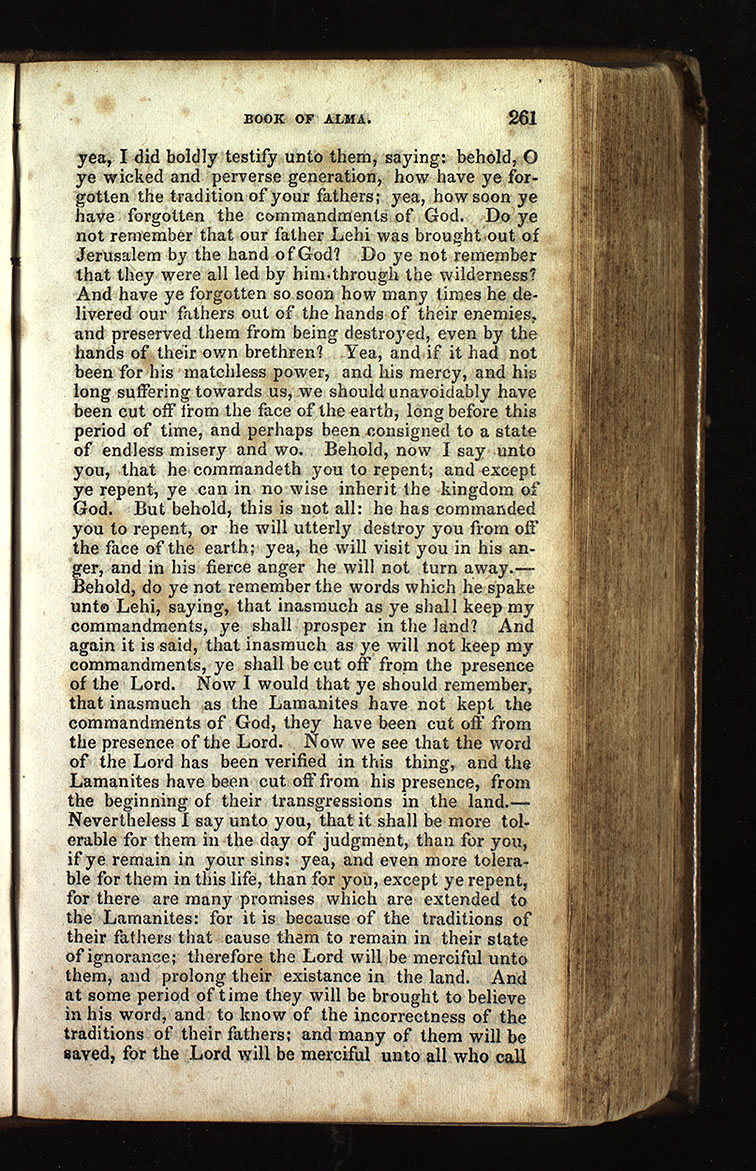 BOOK OF ALMA. 261
yea, I did boldly testify unto them, saying: behold, O
ye wicked and perverse generation, how have ye for-
gotten the tradition of your fathers; yea, how soon ye
have forgotten the commandments of God. Do ye
not remember that our father Lehi was brought out of
Jerusalem by the hand of God? Do ye not remember
that they were all led by him through the wilderness?
And have ye forgotten so soon how many times he de-
livered our fathers out of the hands of their enemies,
and preserved them from being destroyed, even by the
hands of their own brethren? Yea, and if it had not
been for his matchless power, and his mercy, and his
long suffering towards us, we should unavoidably have
been cut off from the face of the earth, long before this
period of time, and perhaps been consigned to a state
of endless misery and wo. Behold, now I say unto
you, that he commandeth you to repent; and except
ye repent, ye can in no wise inherit the kingdom of
God. But behold, this is not all: he has commanded
you to repent, or he will utterly destroy you from off
the face of the earth; yea, he will visit you in his an-
ger, and in his fierce anger he will not turn away.—
Behold, do ye not remember the words which he spake
unto Lehi, saying, that inasmuch as ye shall keep my
commandments, ye shall prosper in the land? And
again it is said, that inasmuch as ye will not keep my
commandments, ye shall be cut off from the presence
of the Lord. Now I would that ye should remember,
that inasmuch as the Lamanites have not kept the
commandments of God, they have been cut off from
the presence of the Lord. Now we see that the word
of the Lord has been verified in this thing, and the
Lamanites have been cut off from his presence, from
the beginning of their transgressions in the land.—
Nevertheless I say unto you, that it shall be more tol-
erable for them in the day of judgment, than for you,
if ye remain in your sins: yea, and even more tolera-
ble for them in this life, than for you, except ye repent,
for there are many promises which are extended to
the Lamanites: for it is because of the traditions of
their fathers that cause them to remain in their state
of ignorance; therefore the Lord will be merciful unto
them, and prolong their existance in the land. And
at some period of time they will be brought to believe
in his word, and to know of the incorrectness of the
traditions of their fathers; and many of them will be
saved, for the Lord will be merciful unto all who call